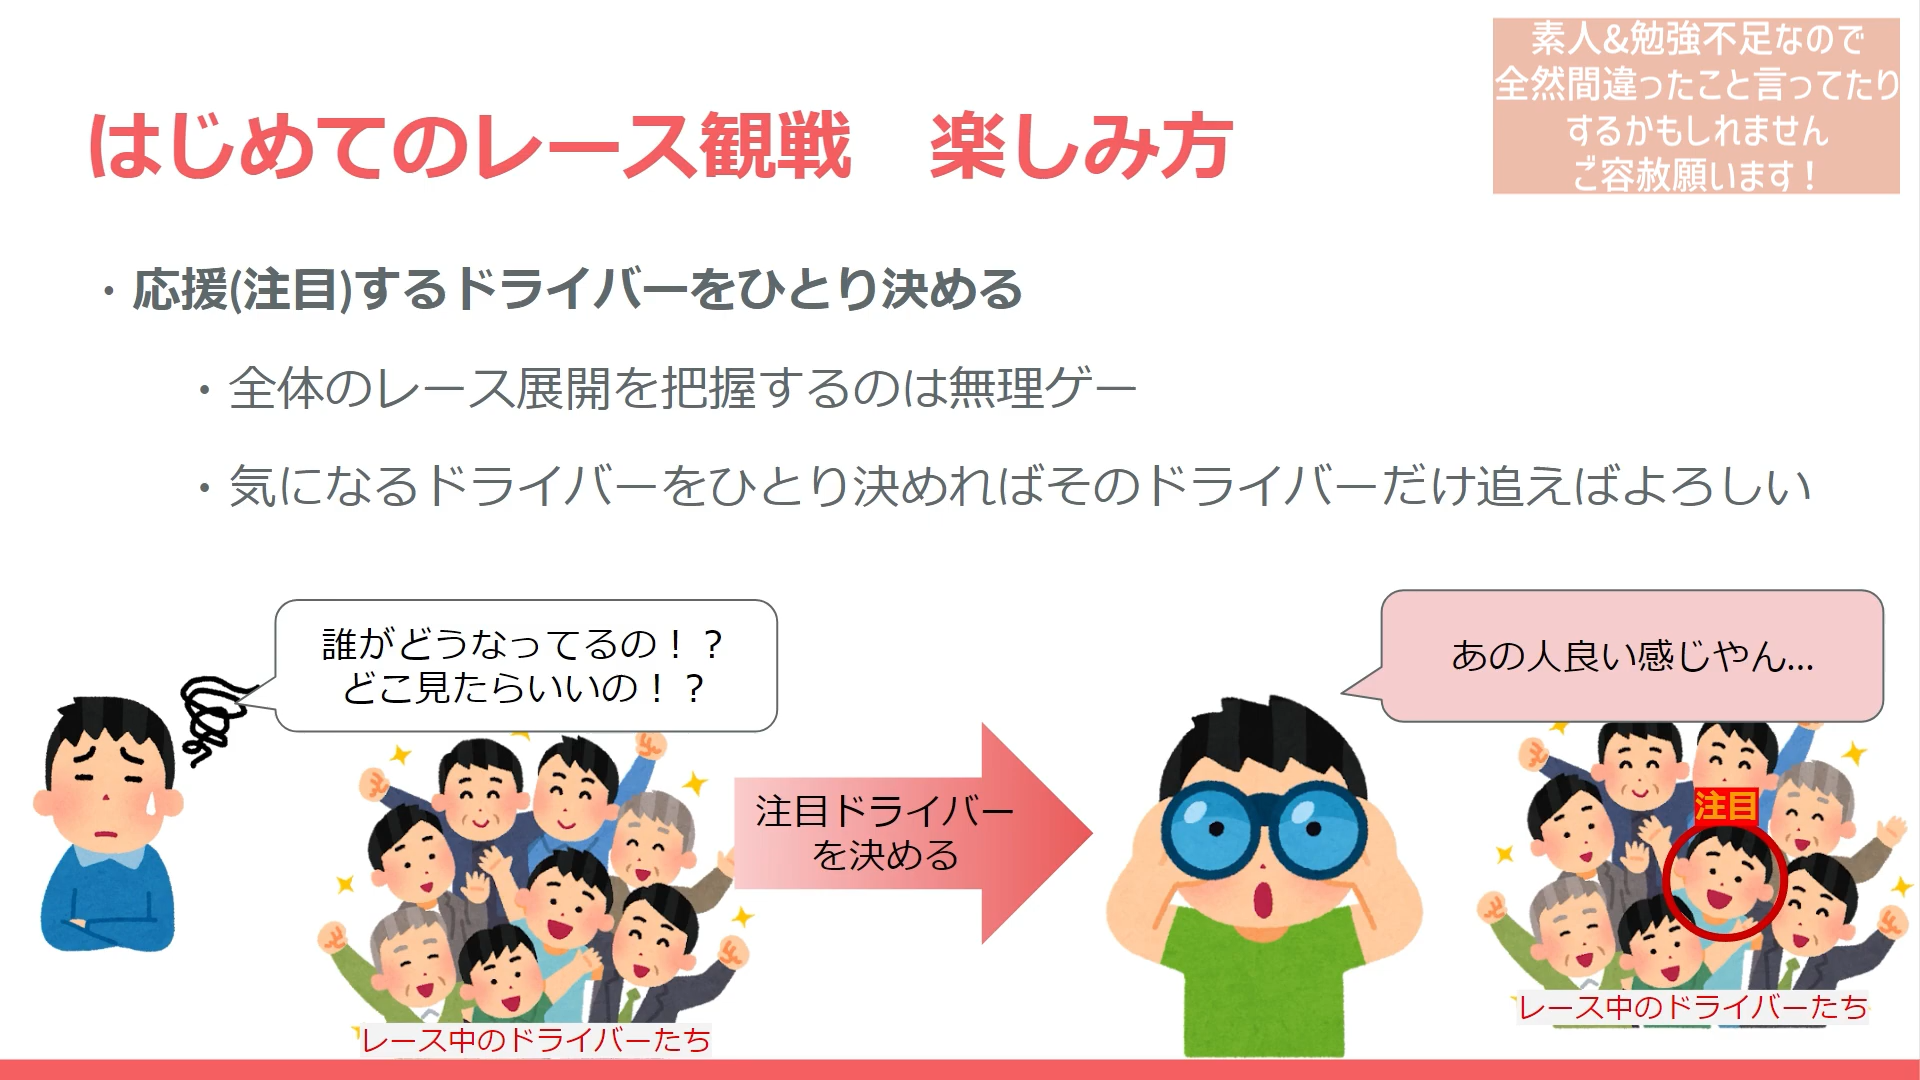 素人&勉強不足なので
全然間違ったこと言ってたり
するかもしれません
ご容赦願います！
はじめてのレース観戦　楽しみ方
・応援(注目)するドライバーをひとり決める
・全体のレース展開を把握するのは無理ゲー
・気になるドライバーをひとり決めればそのドライバーだけ追えばよろしい
誰がどうなってるの！？
どこ見たらいいの！？
あの人良い感じやん...
注目ドライバー
を決める
注目
レース中のドライバーたち
レース中のドライバーたち